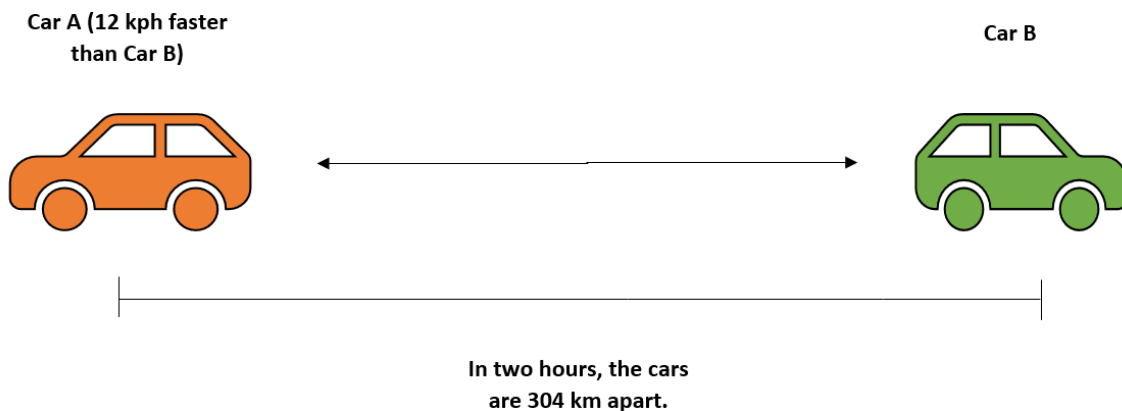 Car A (12 kph faster
than Car B)
Car B
In two hours, the cars
are 304 km apart.